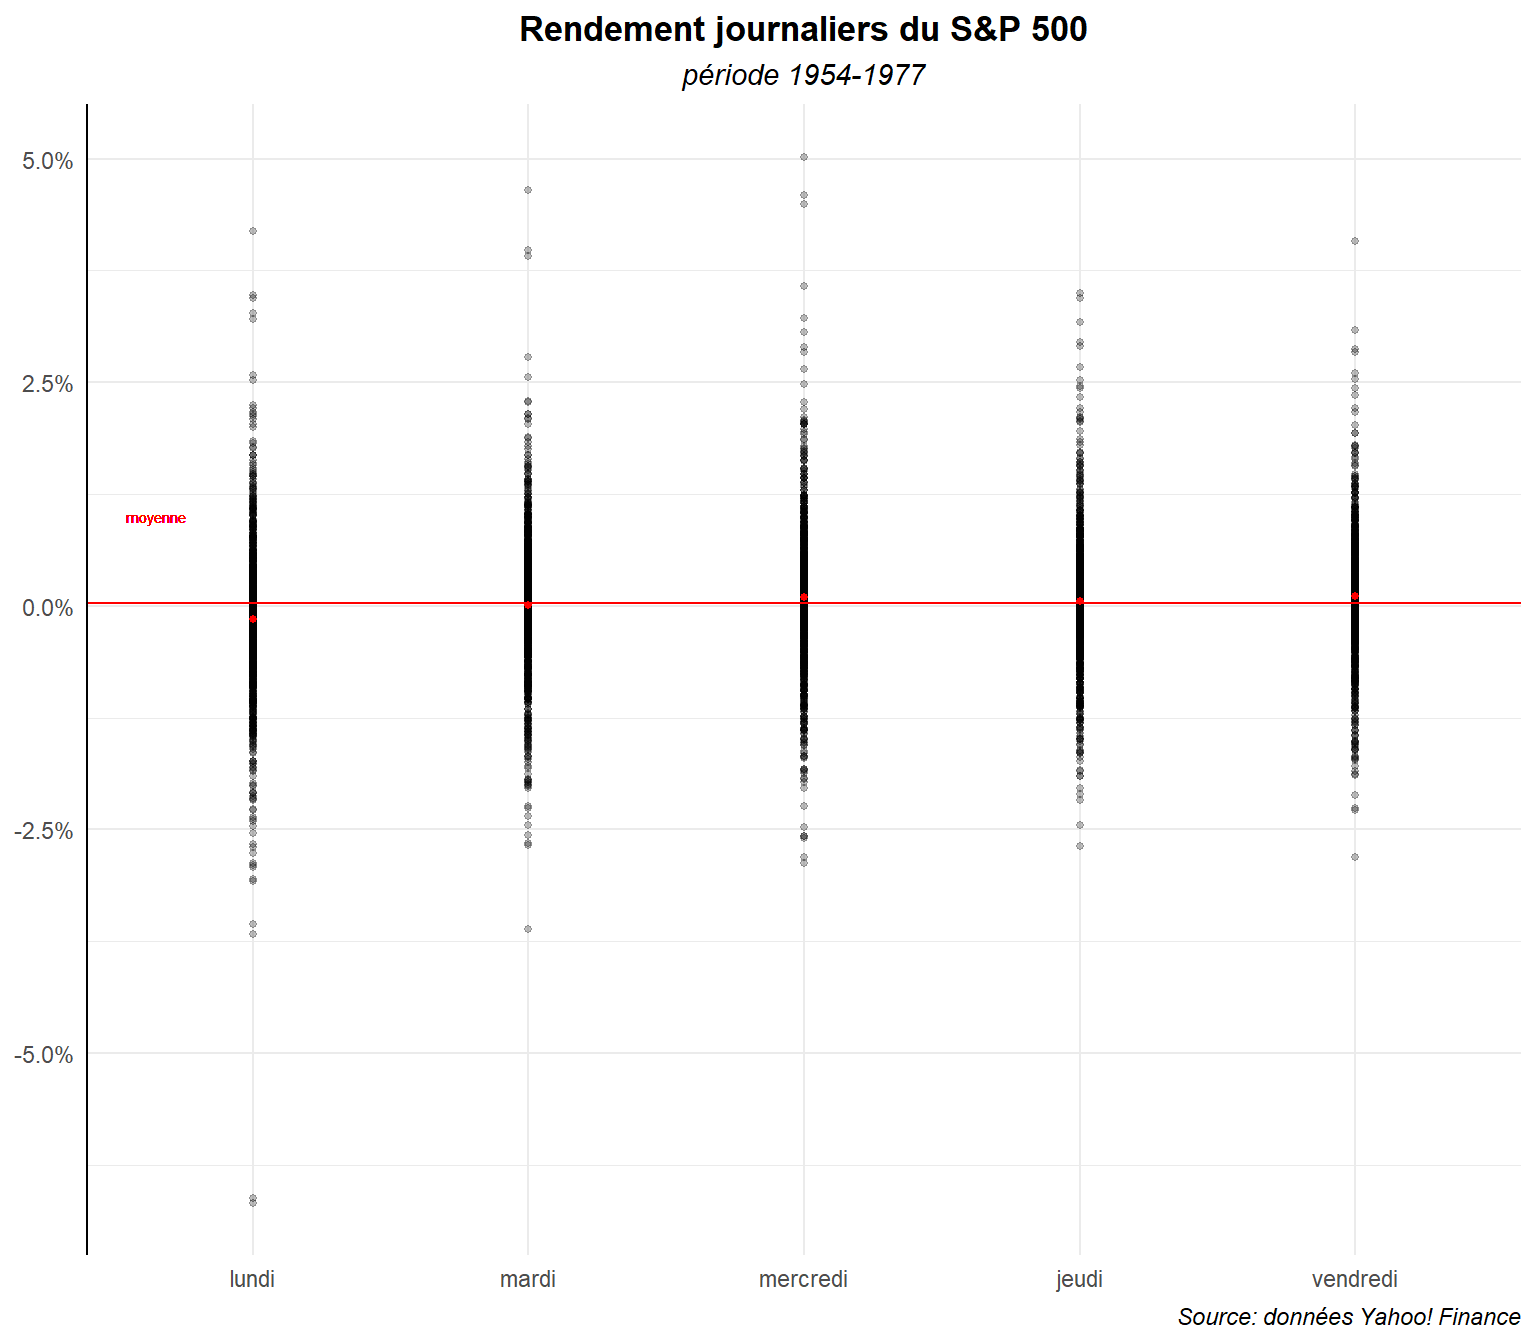 Rendement journaliers du S&P 500
période 1954-1977
5.0%
2.5%
moyenne
0.0%
-2.5%
-5.0%
lundi mardi mercredi jeudi vendredi
Source: données Yahoo! Finance